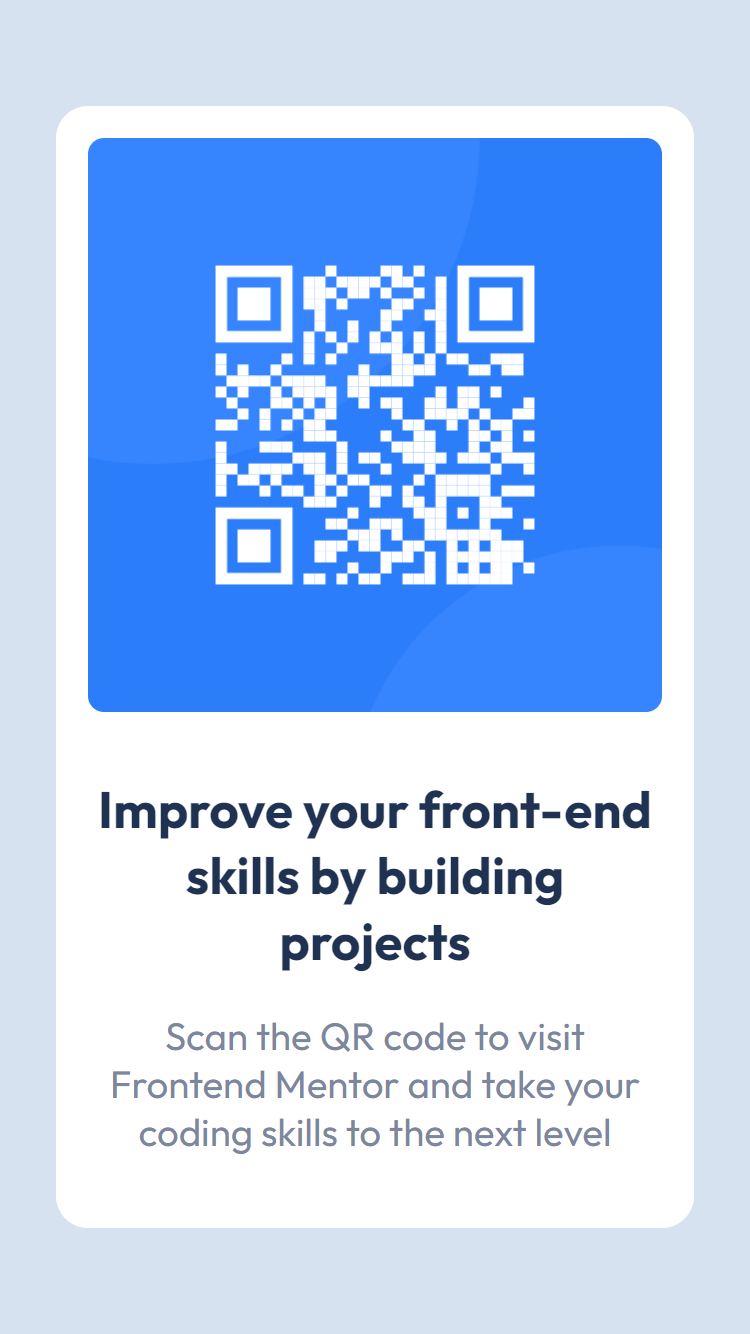 Improve your front-end
skills by building
projects
Scan the QR code to visit
Frontend Mentor and take your
coding skills to the next level